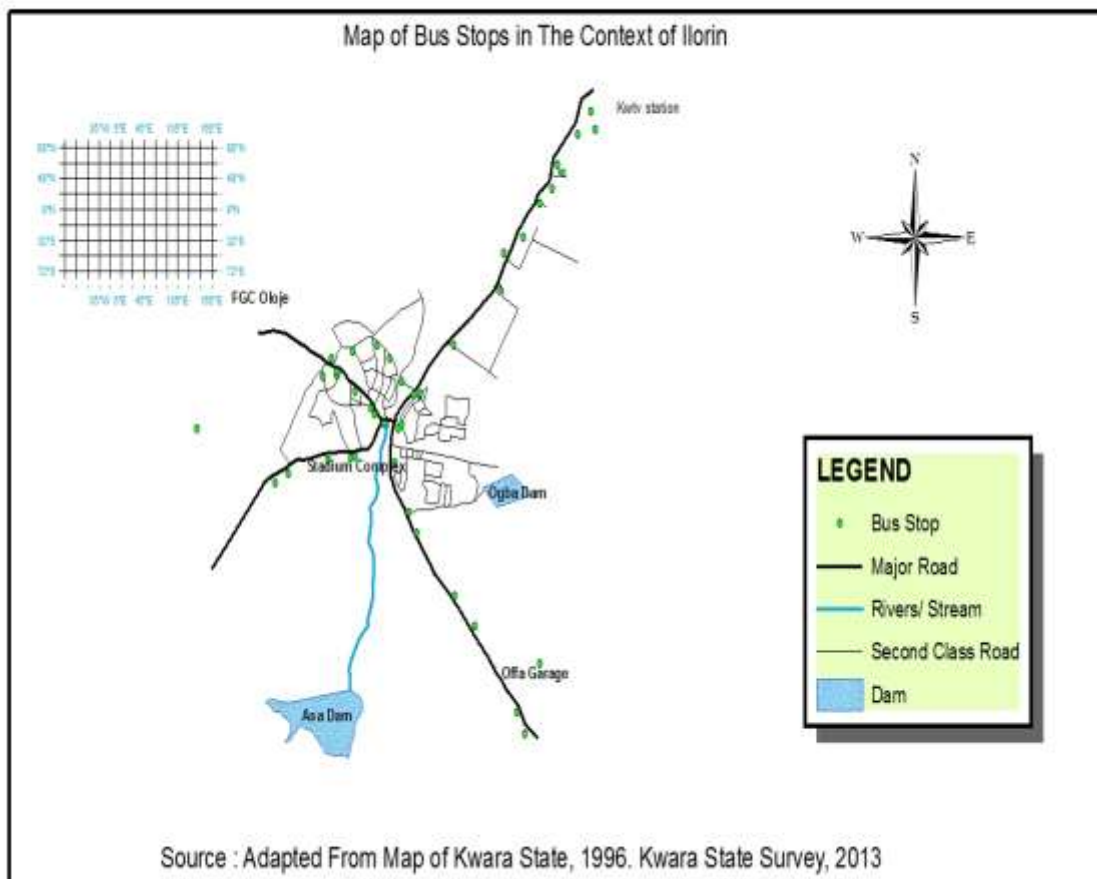 Map of Bus Stops in The Context of Ilorin
Kwtv station
N
W
E
S
FGC Oloje
Stadium Complex
Ogba Dam
Offa Garage
Asa Dam
LEGEND
Bus Stop
Major Road
Rivers/ Stream
Second Class Road
Dam
Source : Adapted From Map of Kwara State, 1996. Kwara State Survey, 2013